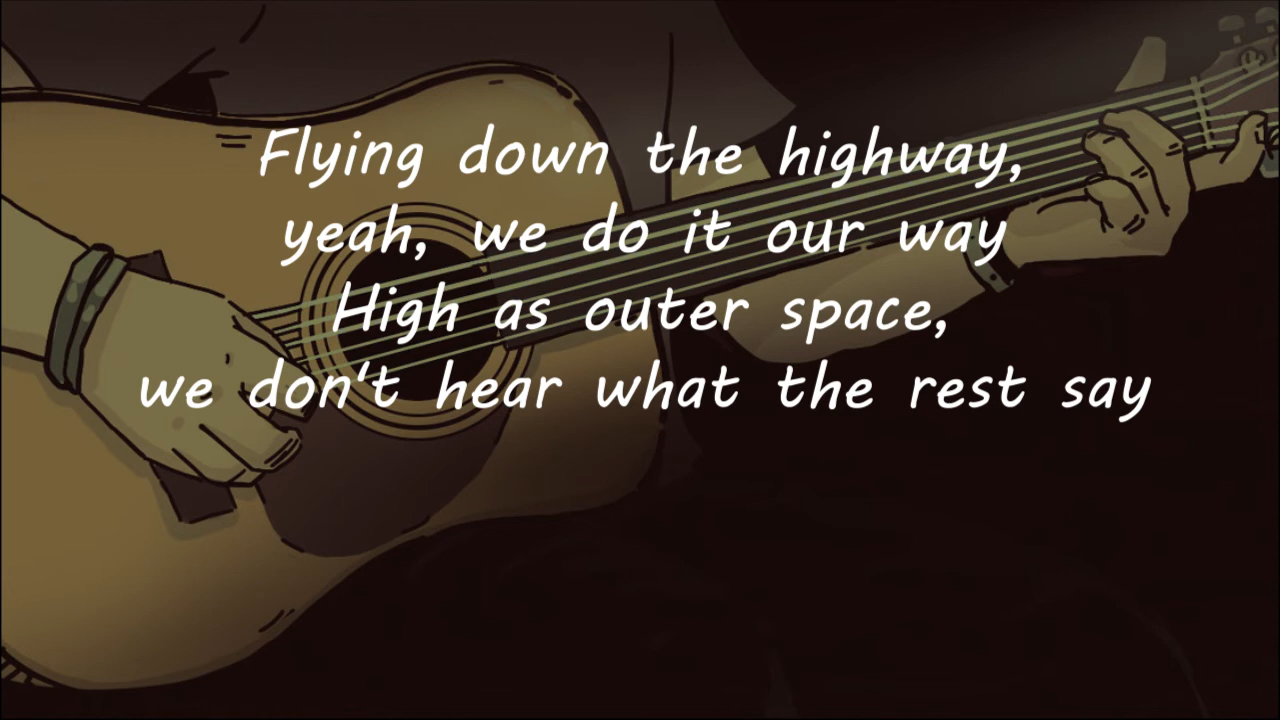 Flying down the highway,
yeah, we do it our way
High as outer space,
we don't hear what the rest say